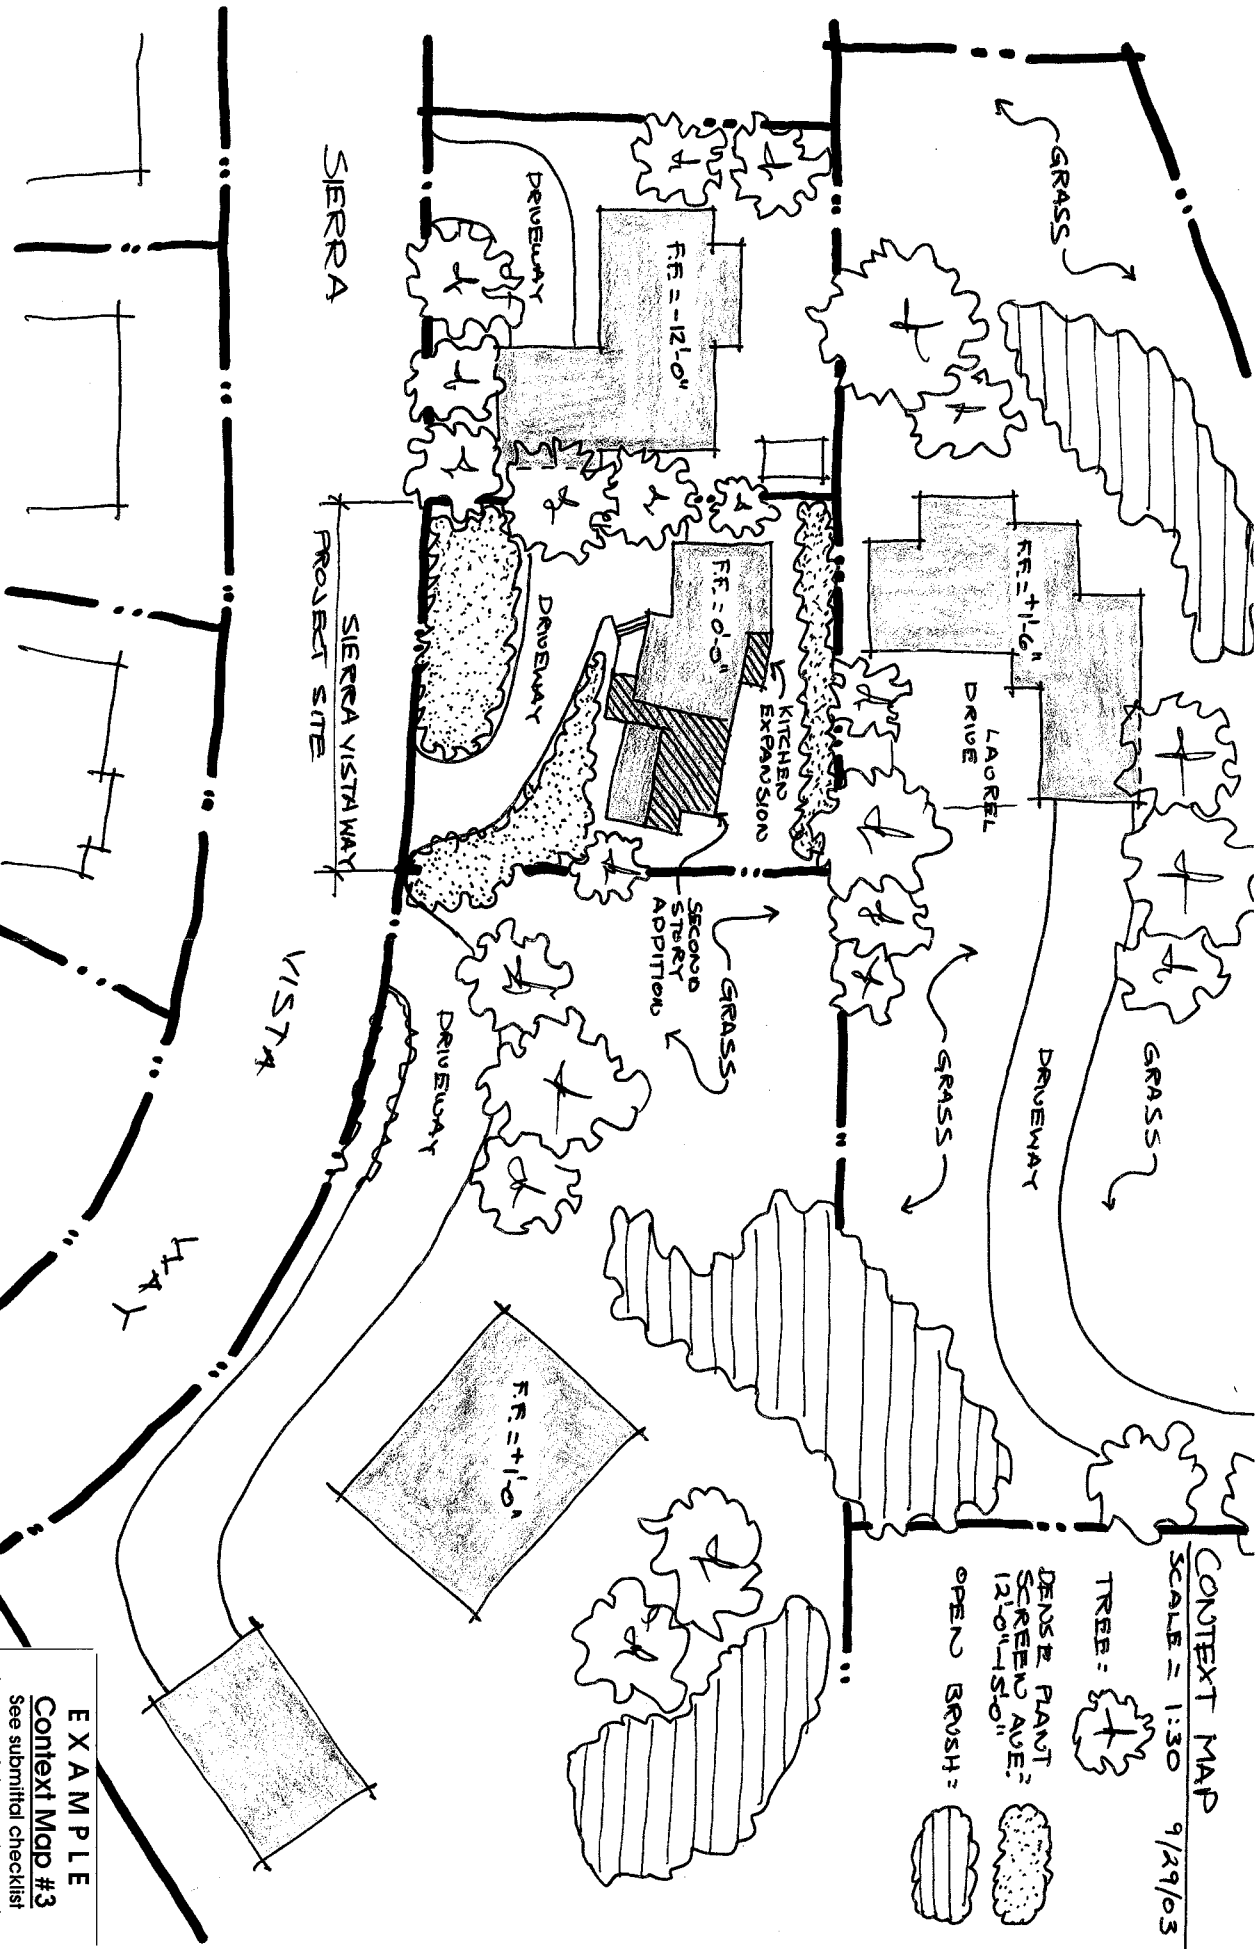 CONTEXT MAP
SCALE = 1:30 9/29/03
TREE =
DENSE PLANT
SCREEN AVE. =
12'-0"-15'-0"
OPEN BRUSH =
GRASS
GRASS
LAUREL
DRIVE
F.F. = +1'-6"
DRIVEWAY
GRASS
KITCHEN
EXPANSION
F.F. = 0'-0"
GRASS
SECOND
STORY
ADDITION
F.F. = -12'-0"
DRIVEWAY
DRIVEWAY
DRIVEWAY
F.F. = +1'-0"
SIERRA VISTA WAY
PROJECT SITE
SIERRA
VISTA
WAY
EXAMPLE
Context Map #3
See submittal checklist